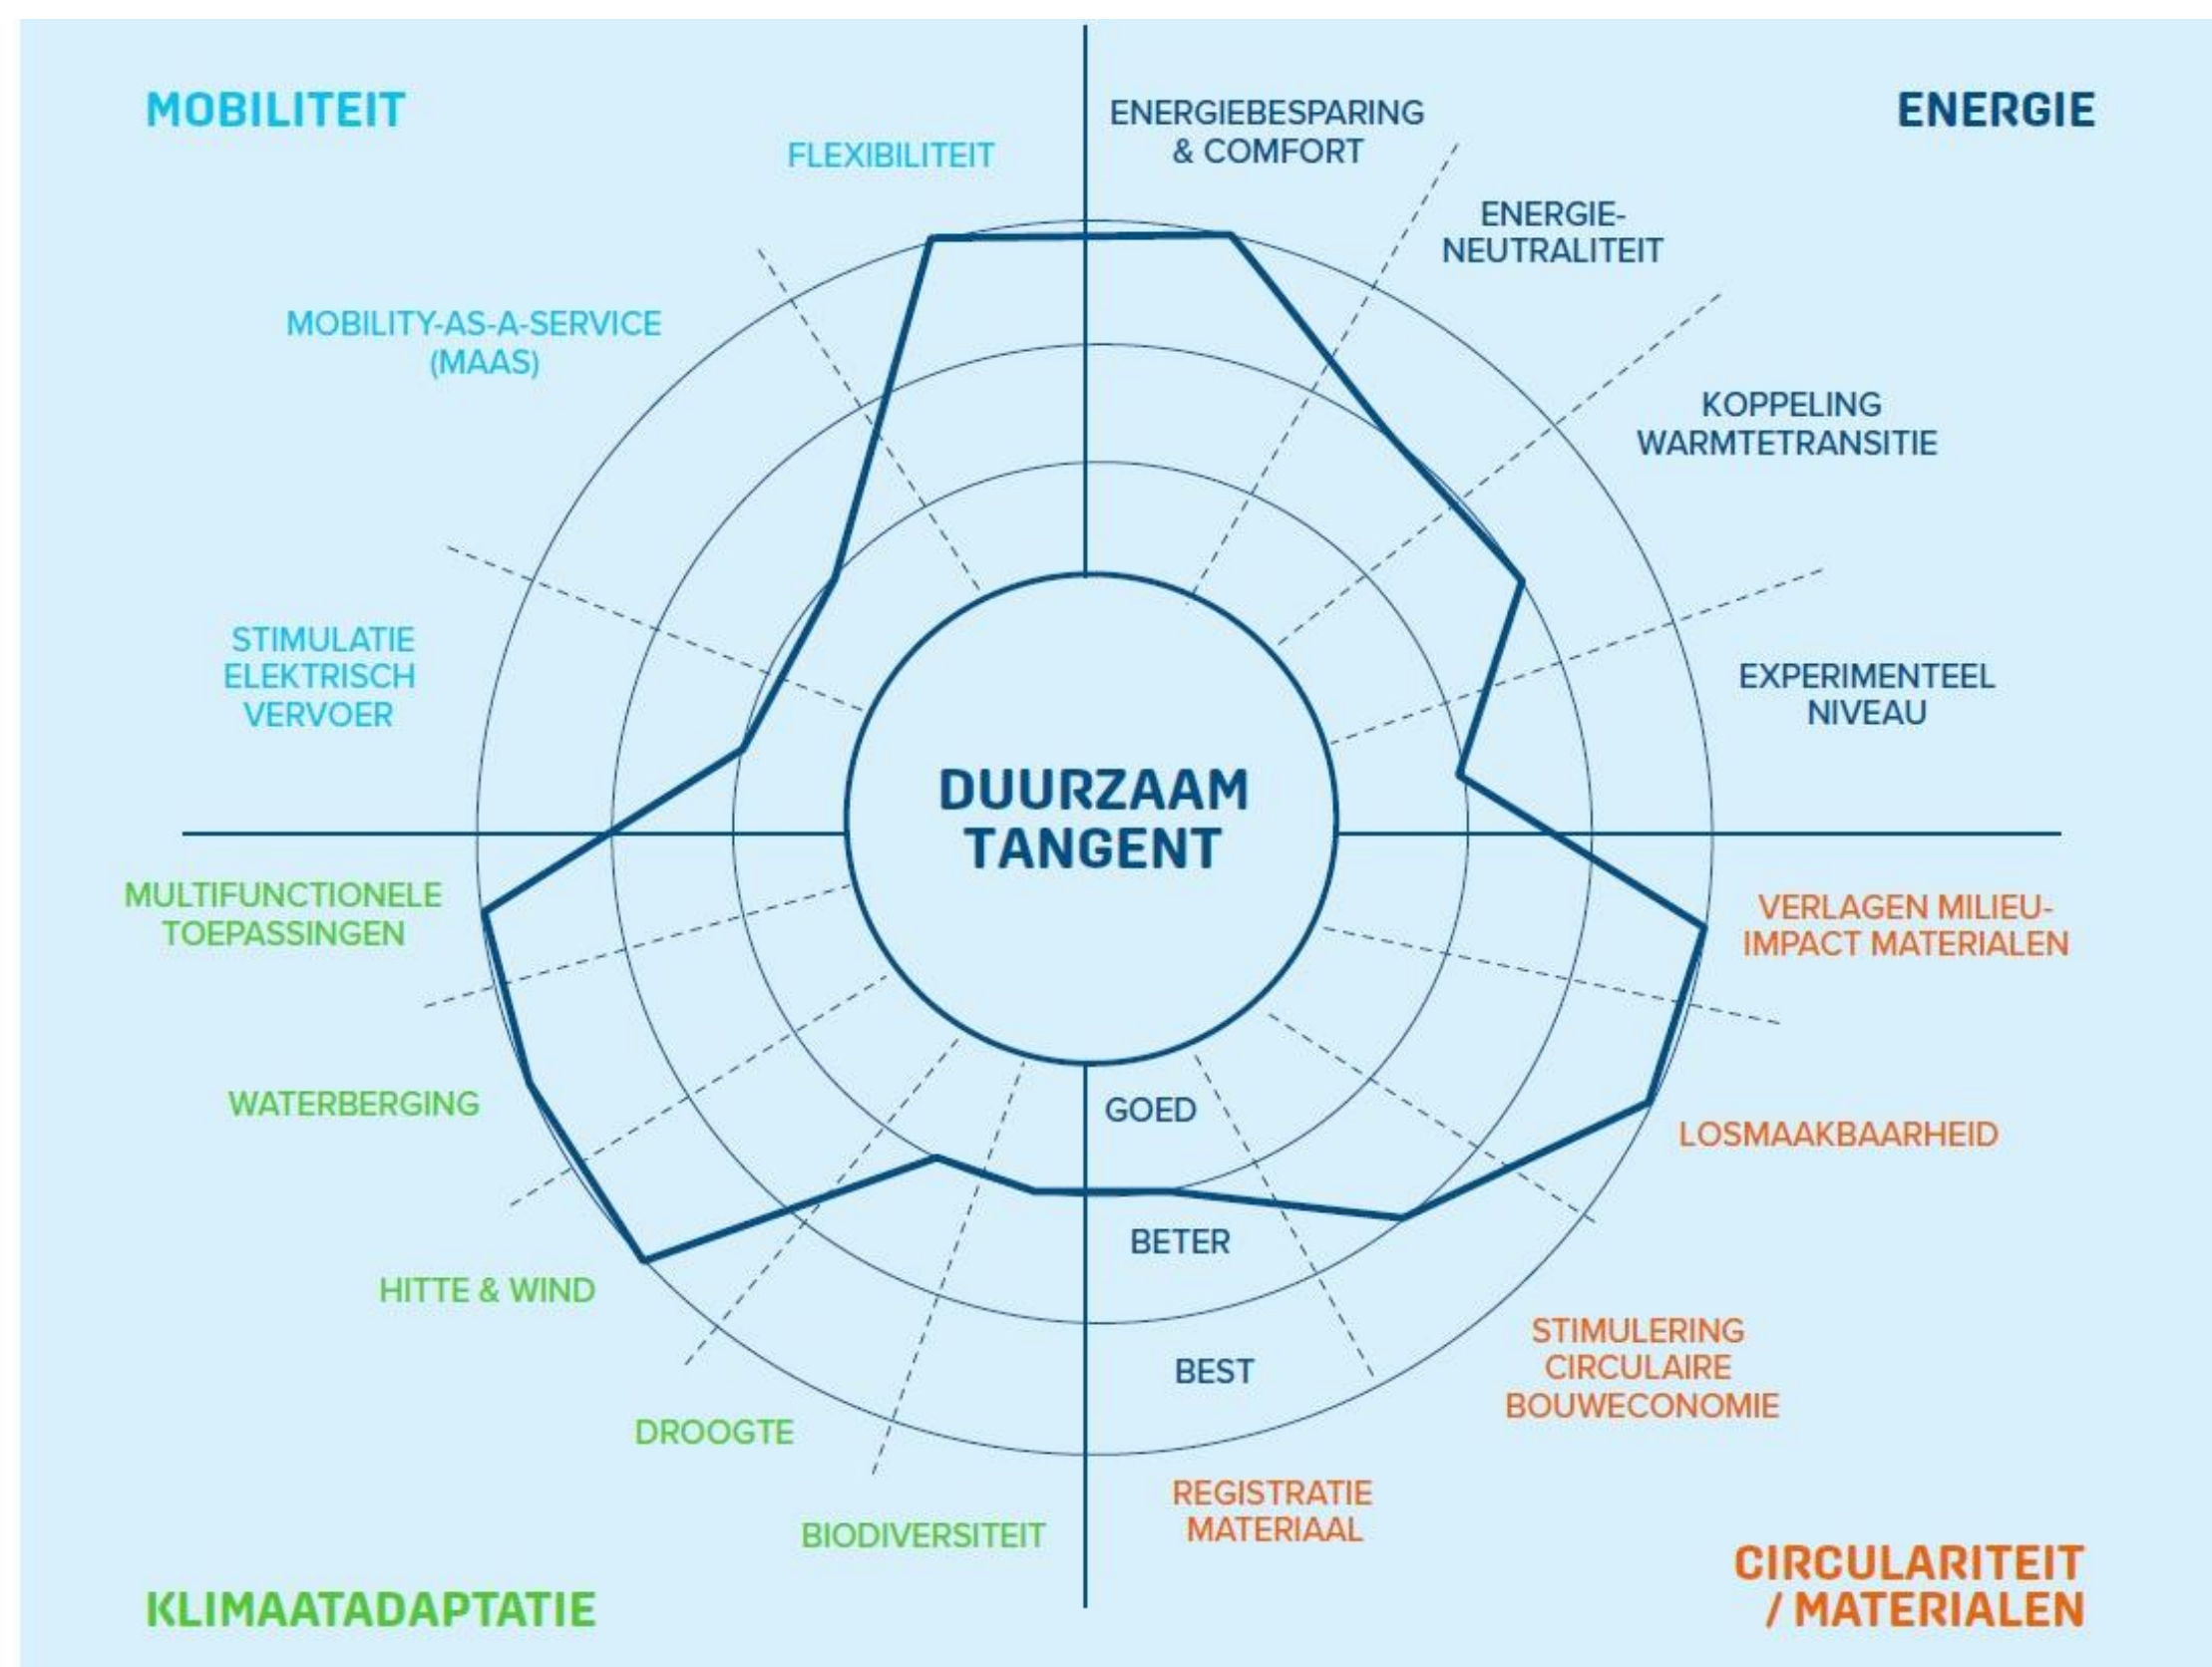 MOBILITEIT
ENERGIE
FLEXIBILITEIT
ENERGIEBESPARING
& COMFORT
ENERGIE-
NEUTRALITEIT
MOBILITY-AS-A-SERVICE
(MAAS)
KOPPELING
WARMTETRANSITIE
STIMULATIE
ELEKTRISCH
VERVOER
EXPERIMENTEEL
NIVEAU
DUURZAAM
TANGENT
MULTIFUNCTIONELE
TOEPASSINGEN
VERLAGEN MILIEU-
IMPACT MATERIALEN
WATERBERGING
GOED
LOSMAAKBAARHEID
BETER
HITTE & WIND
BEST
STIMULERING
CIRCULAIRE
BOUWECONOMIE
DROOGTE
REGISTRATIE
MATERIAAL
BIODIVERSITEIT
KLIMAATADAPTATIE
CIRCULARITEIT
/ MATERIALEN